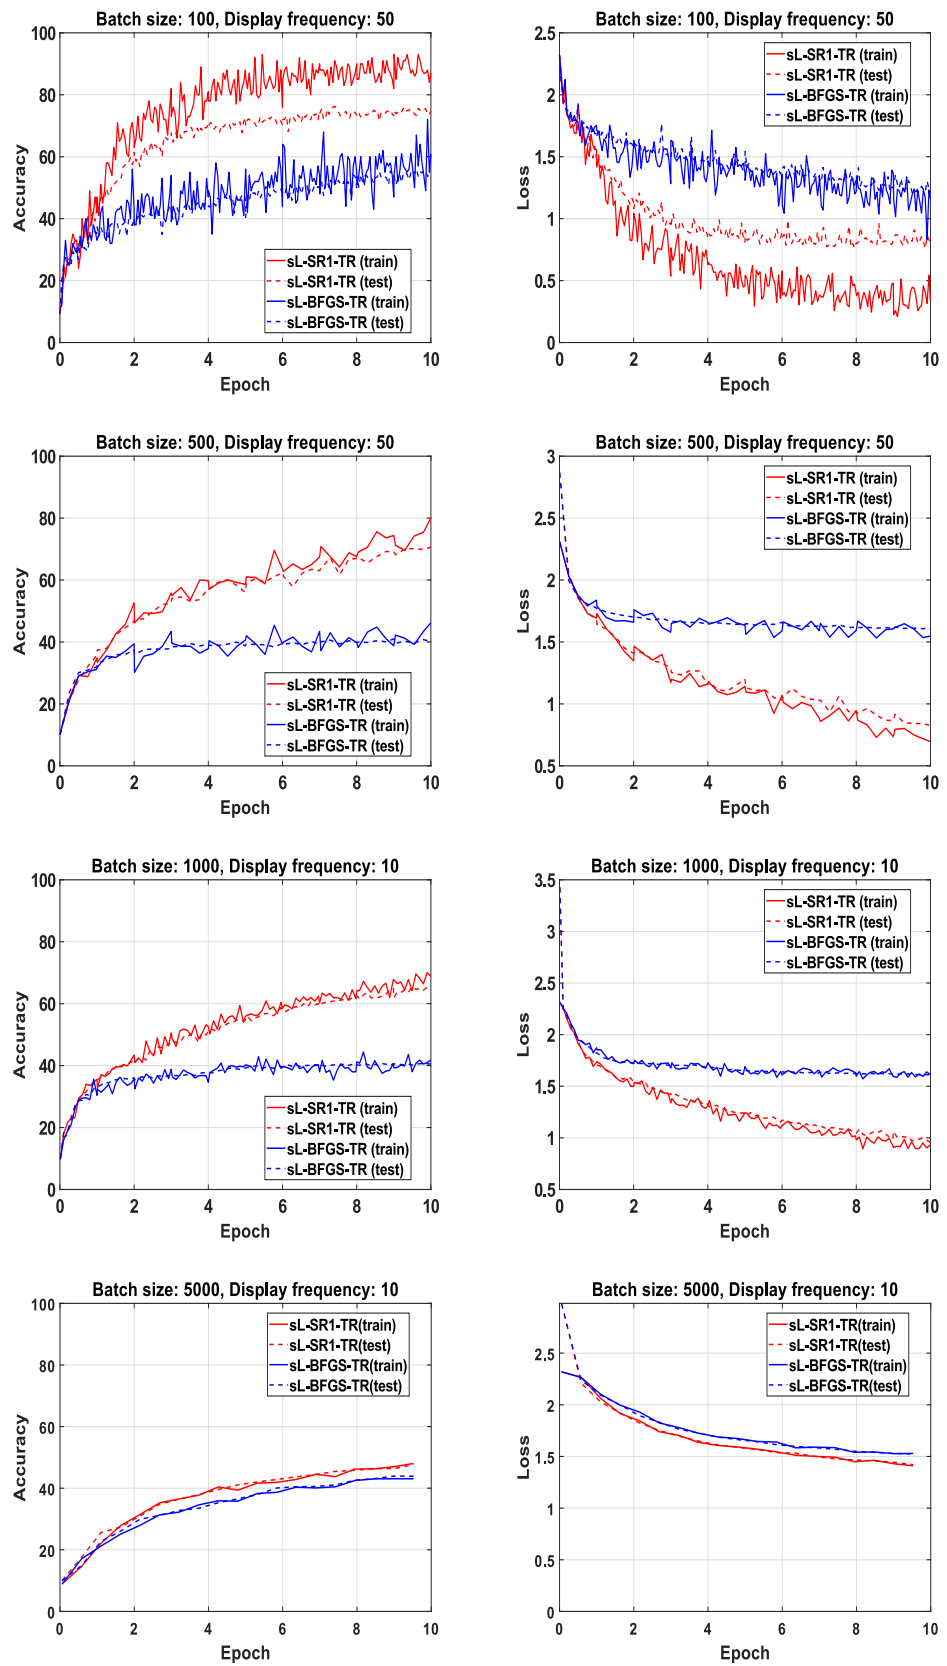 Batch size: 100, Display frequency: 50
100
80
60
40
20
0
0 2 4 6 8 10
Accuracy
Epoch
sL-SR1-TR (train)
sL-SR1-TR (test)
sL-BFGS-TR (train)
sL-BFGS-TR (test)
Batch size: 100, Display frequency: 50
2.5
2
1.5
1
0.5
0
0 2 4 6 8 10
Loss
Epoch
sL-SR1-TR (train)
sL-SR1-TR (test)
sL-BFGS-TR (train)
sL-BFGS-TR (test)
Batch size: 500, Display frequency: 50
100
80
60
40
20
0
0 2 4 6 8 10
Accuracy
Epoch
sL-SR1-TR (train)
sL-SR1-TR (test)
sL-BFGS-TR (train)
sL-BFGS-TR (test)
Batch size: 500, Display frequency: 50
3
2.5
2
1.5
1
0.5
0 2 4 6 8 10
Loss
Epoch
sL-SR1-TR (train)
sL-SR1-TR (test)
sL-BFGS-TR (train)
sL-BFGS-TR (test)
Batch size: 1000, Display frequency: 10
100
80
60
40
20
0
0 2 4 6 8 10
Accuracy
Epoch
sL-SR1-TR (train)
sL-SR1-TR (test)
sL-BFGS-TR (train)
sL-BFGS-TR (test)
Batch size: 1000, Display frequency: 10
3.5
3
2.5
2
1.5
1
0.5
0 2 4 6 8 10
Loss
Epoch
sL-SR1-TR (train)
sL-SR1-TR (test)
sL-BFGS-TR (train)
sL-BFGS-TR (test)
Batch size: 5000, Display frequency: 10
100
80
60
40
20
0
0 2 4 6 8 10
Accuracy
Epoch
sL-SR1-TR(train)
sL-SR1-TR(test)
sL-BFGS-TR(train)
sL-BFGS-TR(test)
Batch size: 5000, Display frequency: 10
2.5
2
1.5
1
0.5
0
0 2 4 6 8 10
Loss
Epoch
sL-SR1-TR(train)
sL-SR1-TR(test)
sL-BFGS-TR(train)
sL-BFGS-TR(test)